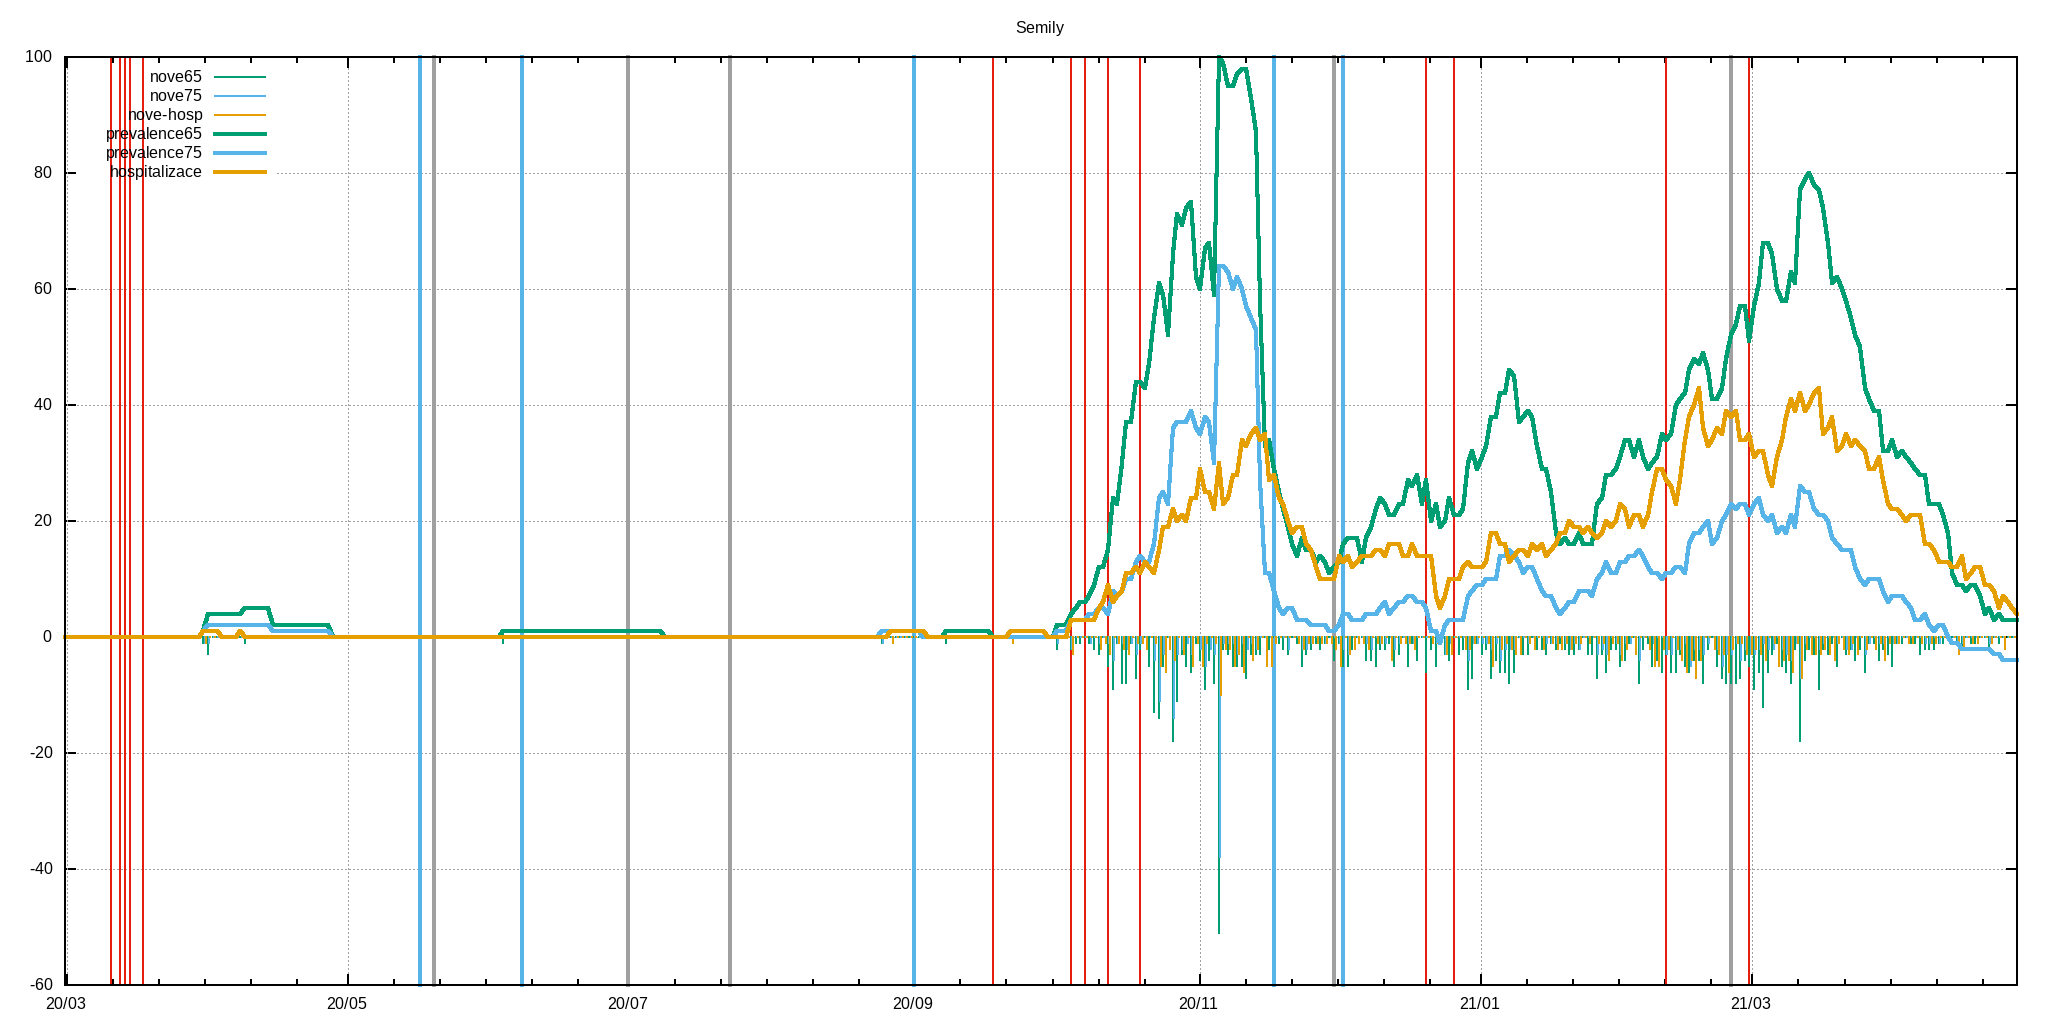 Semily
100
80
60
40
20
0
-20
-40
-60
nove65
nove75
nove-hosp
prevalence65
prevalence75
hospitalizace
20/03 20/05 20/07 20/09 20/11 21/01 21/03